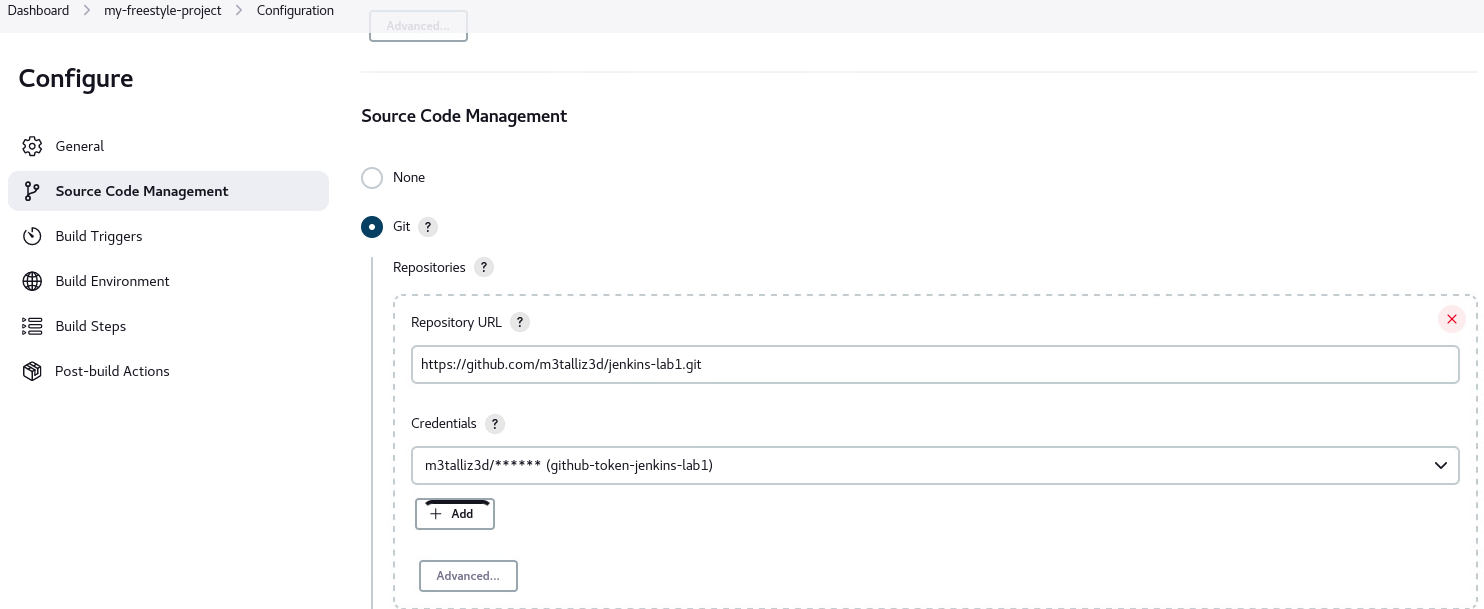 Dashboard > my-freestyle-project > Configuration
Advanced...
Configure
General
Source Code Management
Build Triggers
Build Environment
Build Steps
Post-build Actions
Source Code Management
None
Git ?
Repositories ?
Repository URL ?
https://github.com/m3talliz3d/jenkins-lab1.git
Credentials ?
m3talliz3d/****** (github-token-jenkins-lab1)
+ Add
Advanced...